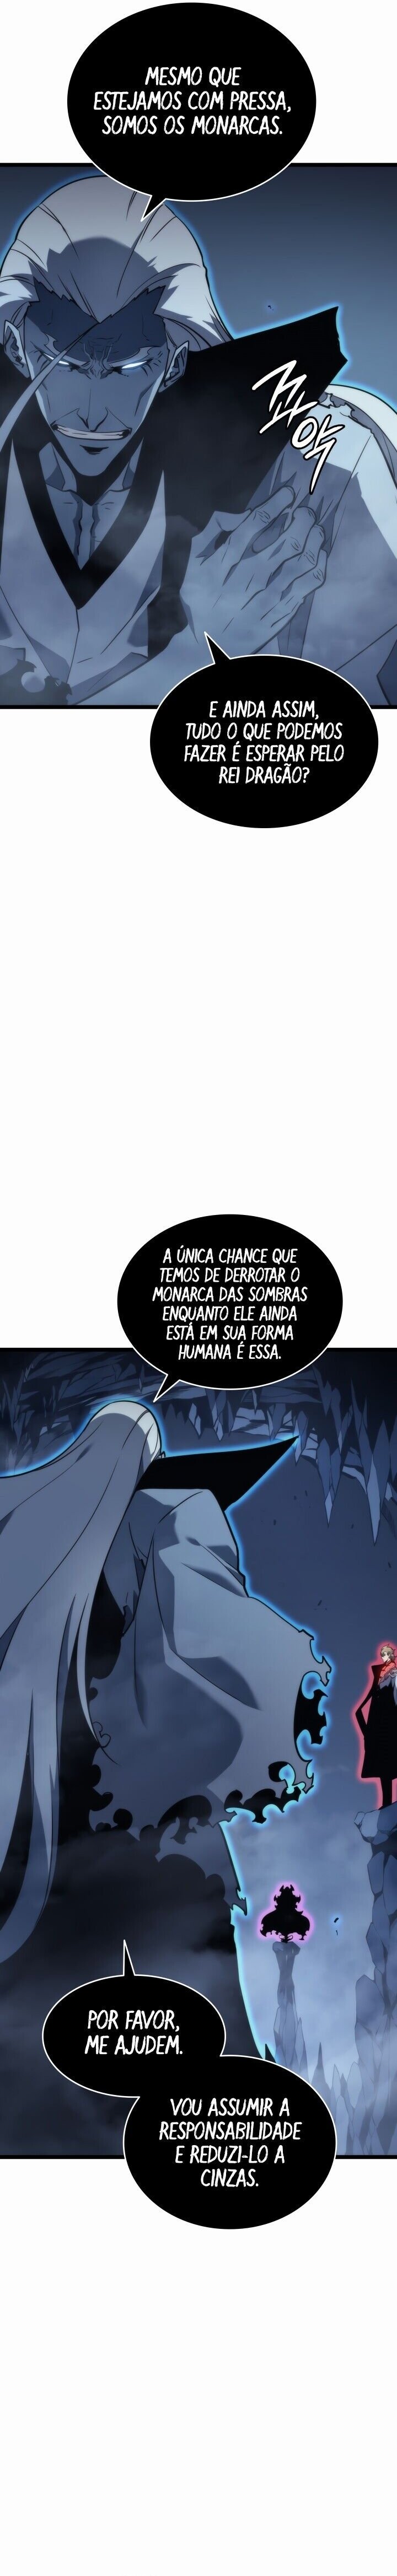 MESMO QUE
ESTEJAMOS COM PRESSA,
SOMOS OS MONARCAS.
E AINDA ASSIM,
TUDO O QUE PODEMOS
FAZER É ESPERAR PELO
REI DRAGÃO?
A ÚNICA CHANCE QUE
TEMOS DE DERROTAR O
MONARCA DAS SOMBRAS
ENQUANTO ELE AINDA
ESTÁ EM SUA FORMA
HUMANA É ESSA.
POR FAVOR,
ME AJUDEM.
VOU ASSUMIR A
RESPONSABILIDADE
E REDUZI-LO A
CINZAS.